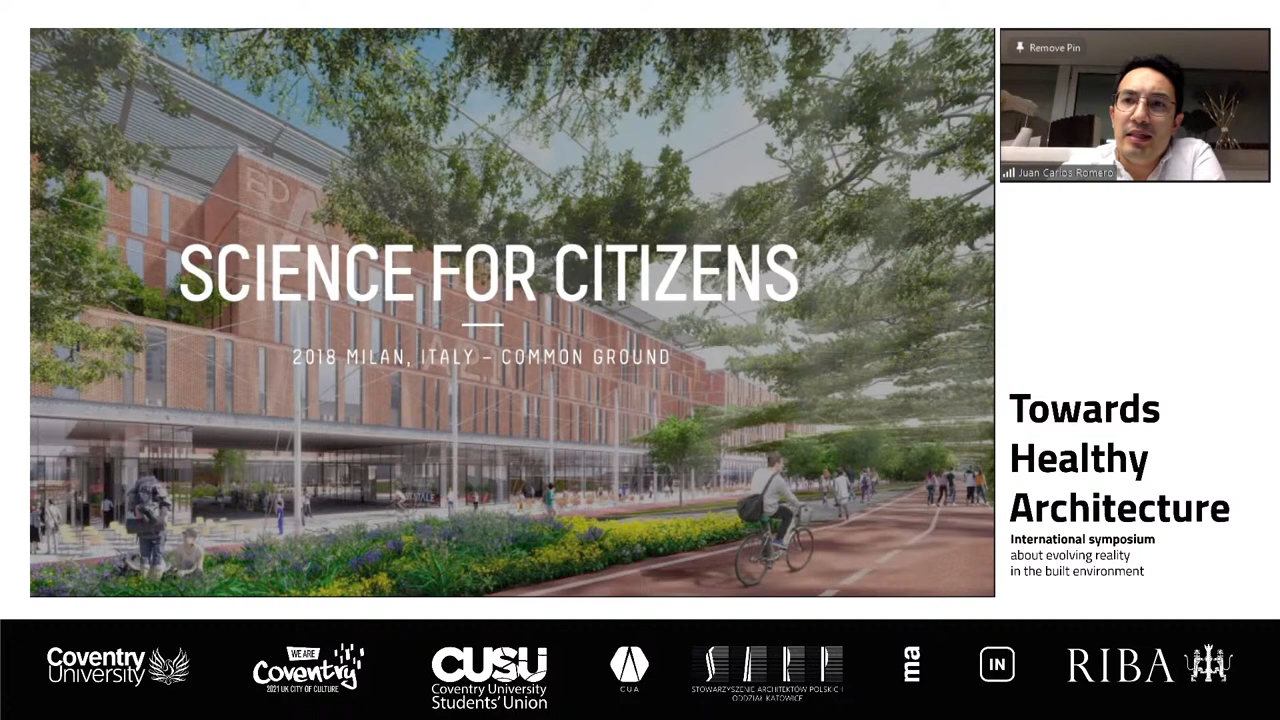 SCIENCE FOR CITIZENS
2018 MILAN, ITALY – COMMON GROUND
Remove Pin
Juan Carlos Romero
Towards
Healthy
Architecture
International symposium
about evolving reality
in the built environment
Coventry
University
WE ARE
Coventry
2021 UK CITY OF CULTURE
CUSU
Coventry University
Students' Union
CUA
SARP
STOWARZYSZENIE ARCHITEKTÓW POLSKICH
ODDZIAŁ KATOWICE
ma
IN
RIBA